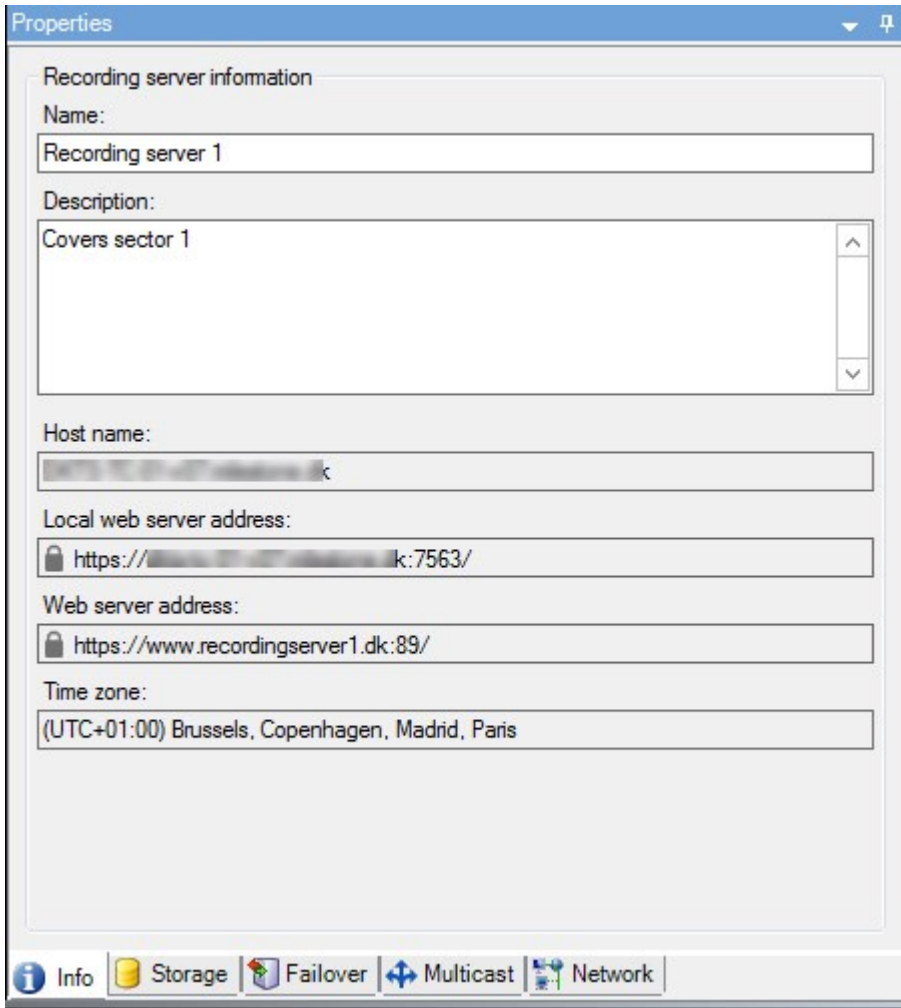 Properties
Recording server information
Name:
Recording server 1
Description:
Covers sector 1
Host name:
k
Local web server address:
https:// k:7563/
Web server address:
https://www.recordingserver1.dk:89/
Time zone:
(UTC+01:00) Brussels, Copenhagen, Madrid, Paris
Info Storage Failover Multicast Network